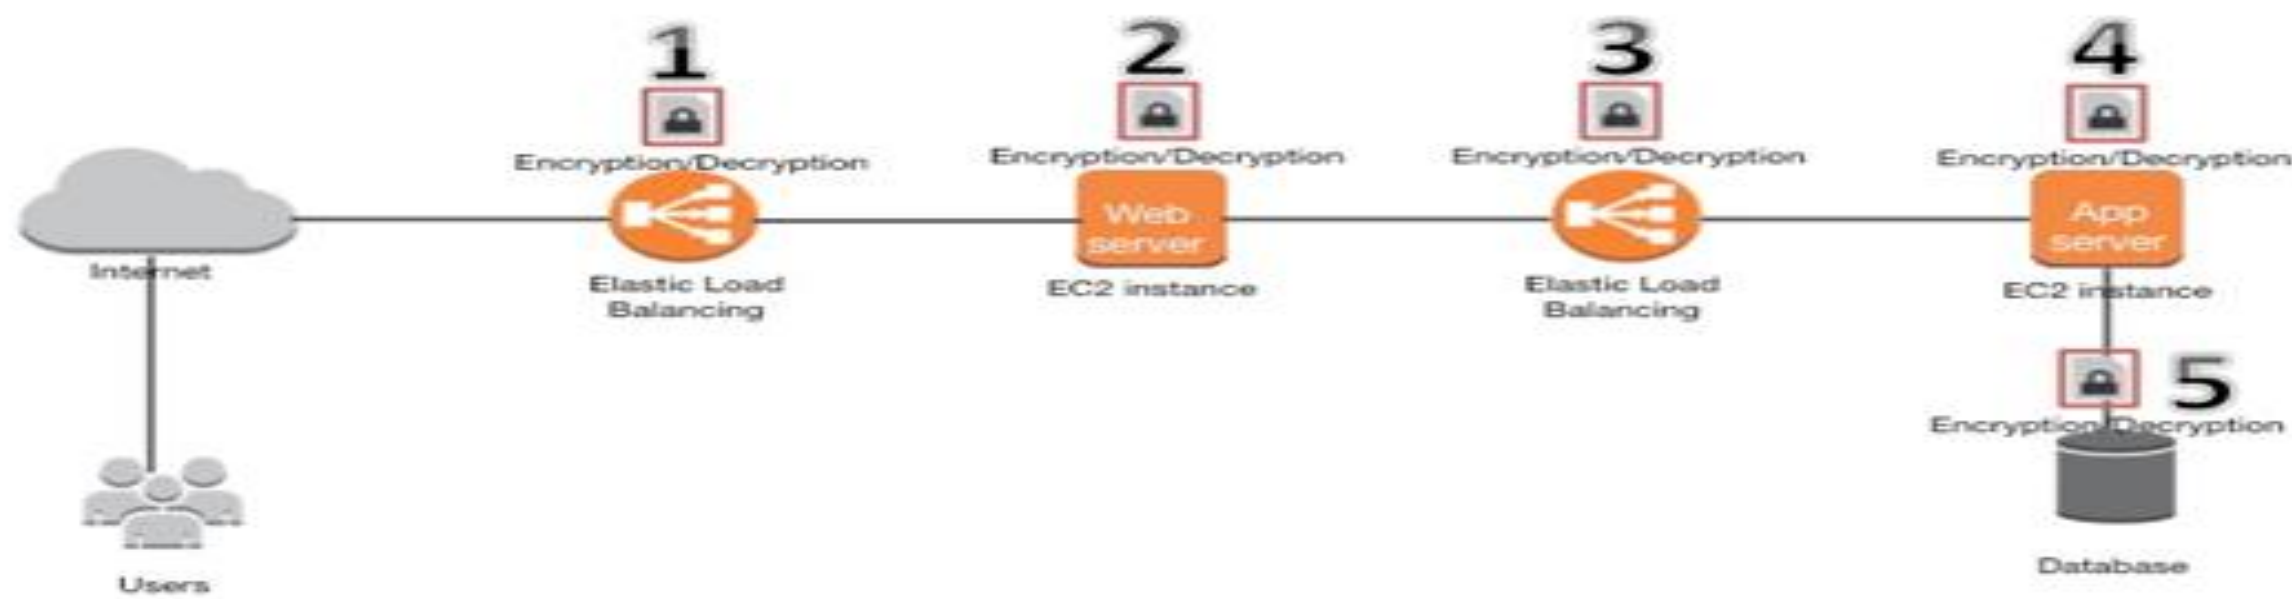 1
2
3
4
Encryption/Decryption
Encryption/Decryption
Encryption/Decryption
Encryption/Decryption
Web
server
App
server
Internet
Elastic Load
Balancing
EC2 instance
Elastic Load
Balancing
EC2 instance
5
Encryption/Decryption
Database
Users